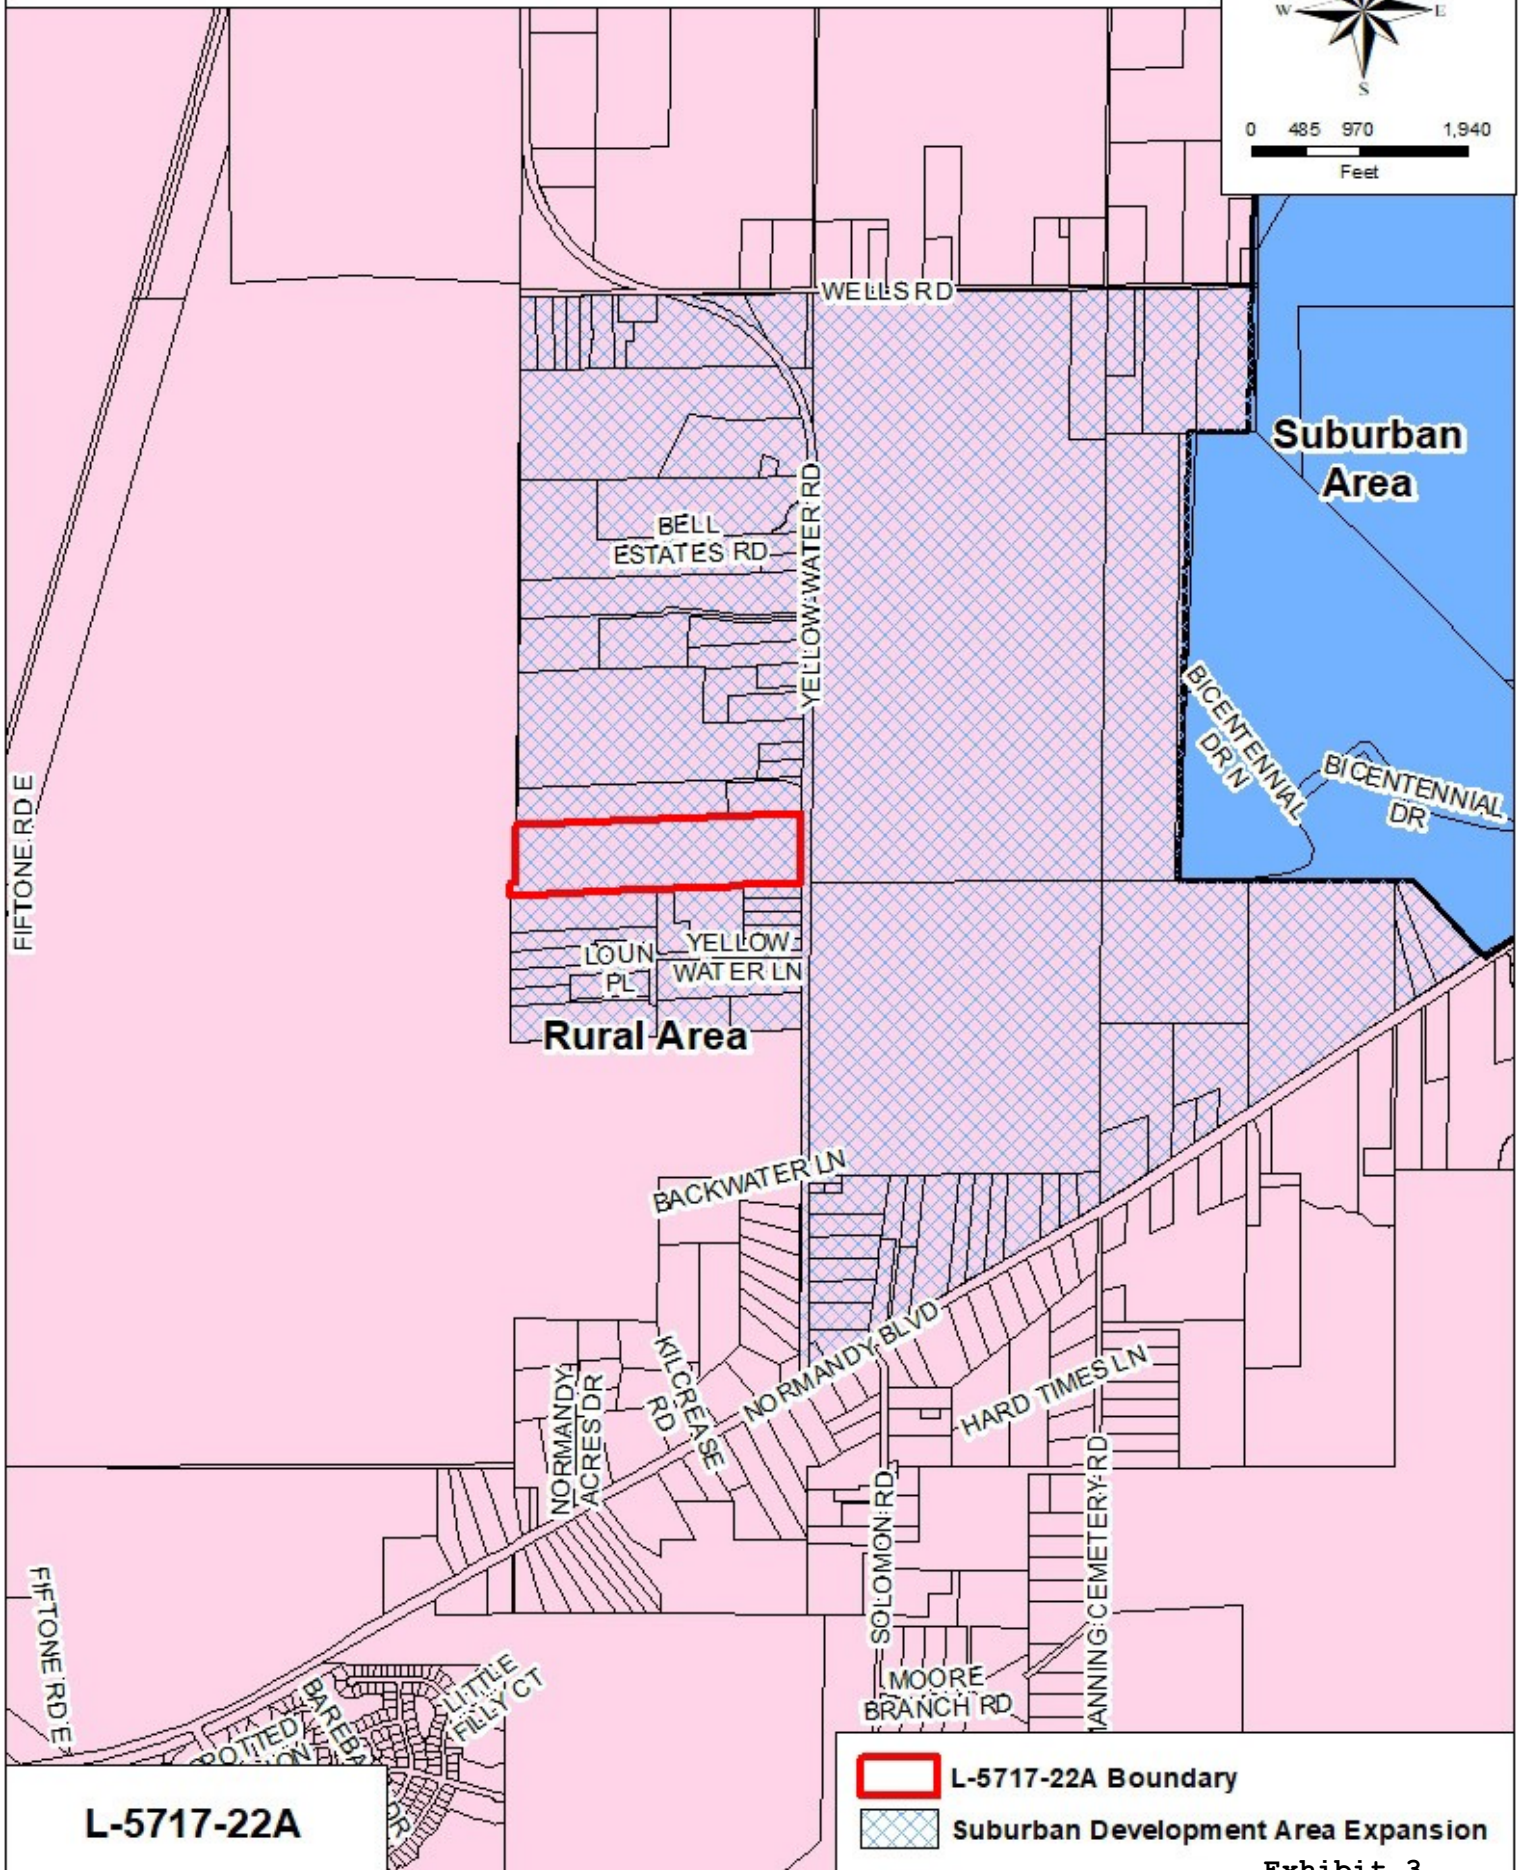 W E
S
0 485 970 1,940
Feet
WELLS RD
Suburban
Area
YELLOW WATER RD
BELL
ESTATES RD
BICENTENNIAL
DR N
BICENTENNIAL
DR
FIFTONE RD E
LOUN
PL
YELLOW
WATER LN
Rural Area
BACKWATER LN
NORMANDY BLVD
KILCREASE
RD
NORMANDY
ACRES DR
HARD TIMES LN
SOLOMON RD
MANNING CEMETERY RD
FIFTONE RD E
LITTLE
FILLY CT
MOORE
BRANCH RD
DR
L-5717-22A
L-5717-22A Boundary
Suburban Development Area Expansion
Exhibit 3